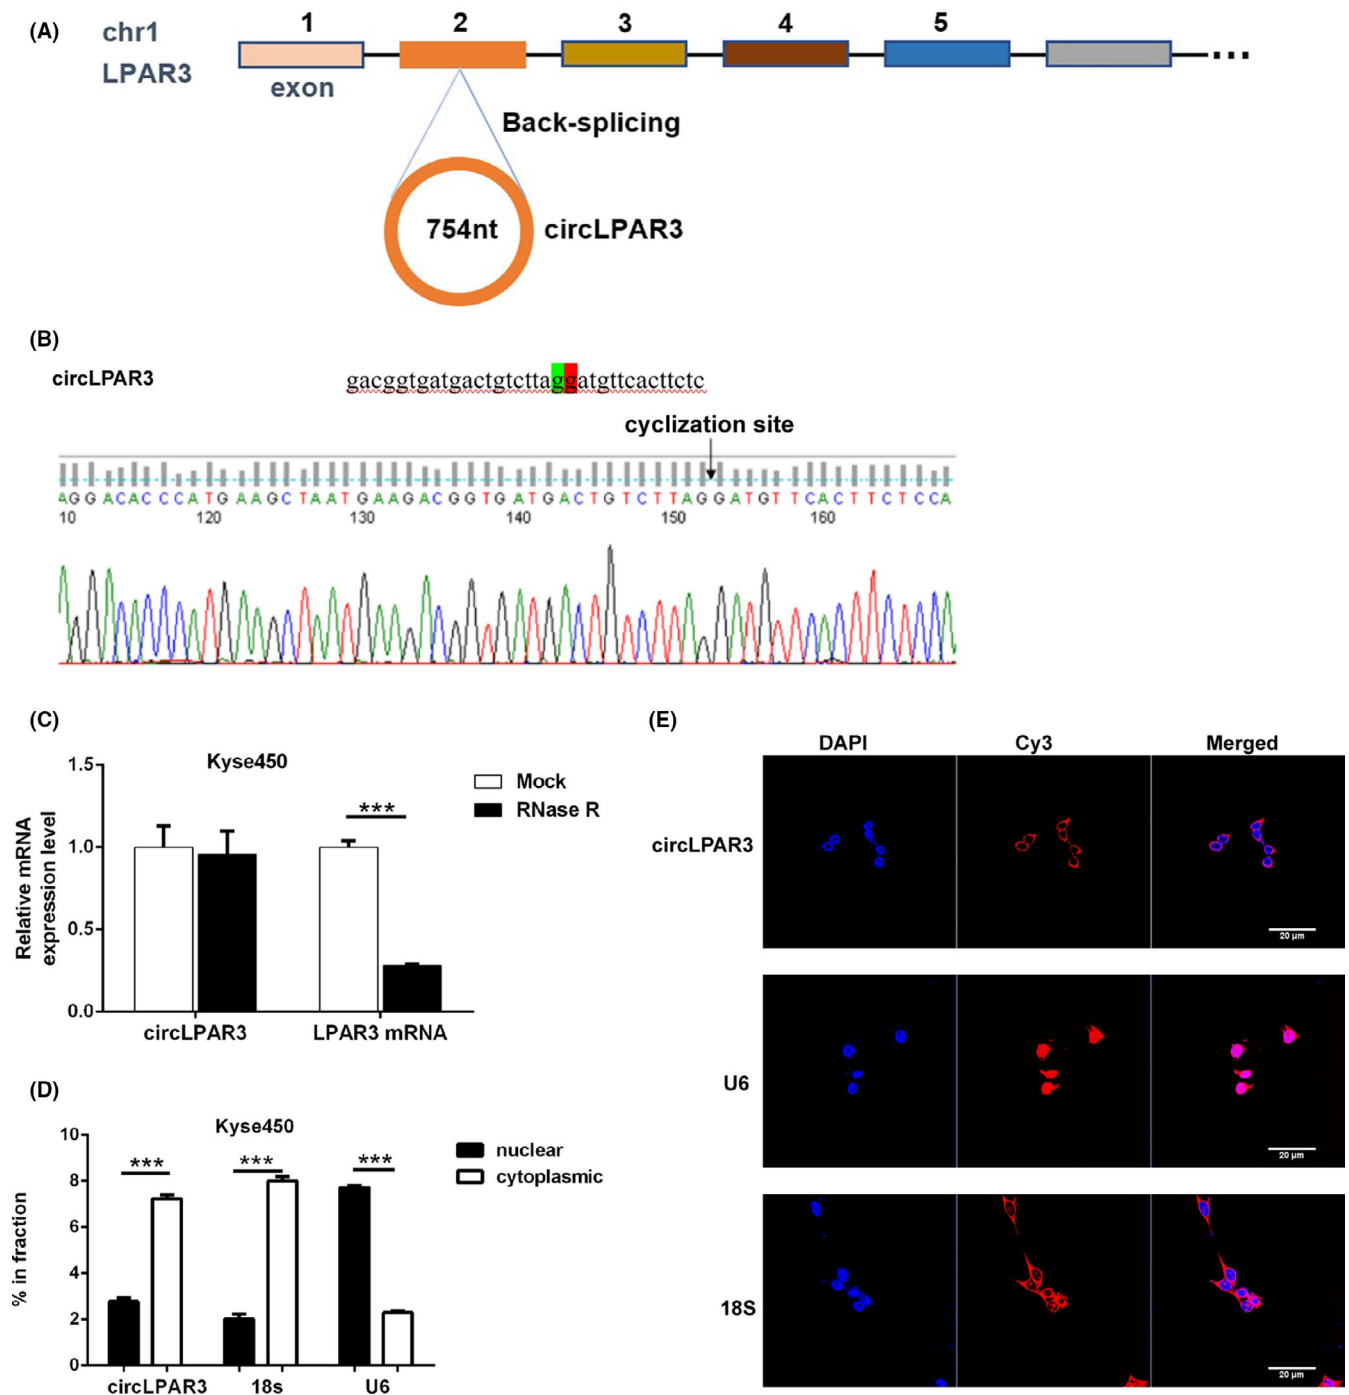 (A)
chr1
LPAR3
1 2 3 4 5
...
exon
Back-splicing
754nt
circLPAR3
(B)
circLPAR3
gacggtgatgactgtcttaggatgttcacttctc
cyclization site
AGGACACCCATGAAGCTAATGAAGACGGTGATGACTGTCTTAGGATGTTCACTTCTCCA
10 120 130 140 150 160
(C)
Kyse450
Relative mRNA
expression level
1.5
1.0
0.5
0.0
***
Mock
RNase R
circLPAR3 LPAR3 mRNA
(D)
Kyse450
% in fraction
10
8
6
4
2
0
*** *** ***
nuclear
cytoplasmic
circLPAR3 18s U6
(E)
DAPI Cy3 Merged
circLPAR3
20 μm
U6
20 μm
18S
20 μm